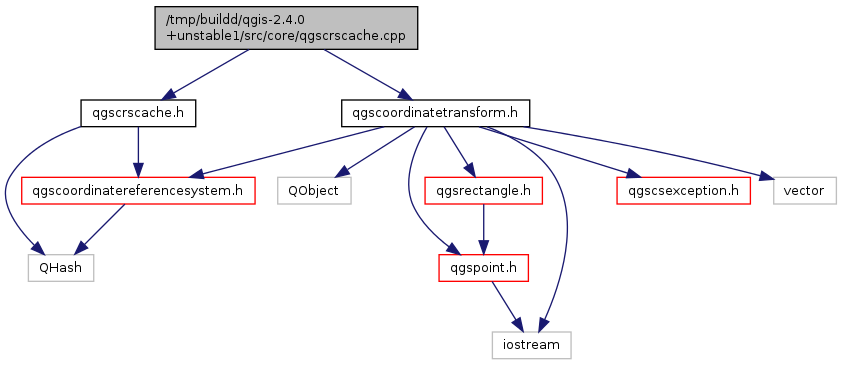 /tmp/buildd/qgis-2.4.0
+unstable1/src/core/qgscrscache.cpp
qgscrscache.h
qgscoordinatetransform.h
qgscoordinatereferencesystem.h
QObject
qgsrectangle.h
qgscsexception.h
vector
QHash
qgspoint.h
iostream